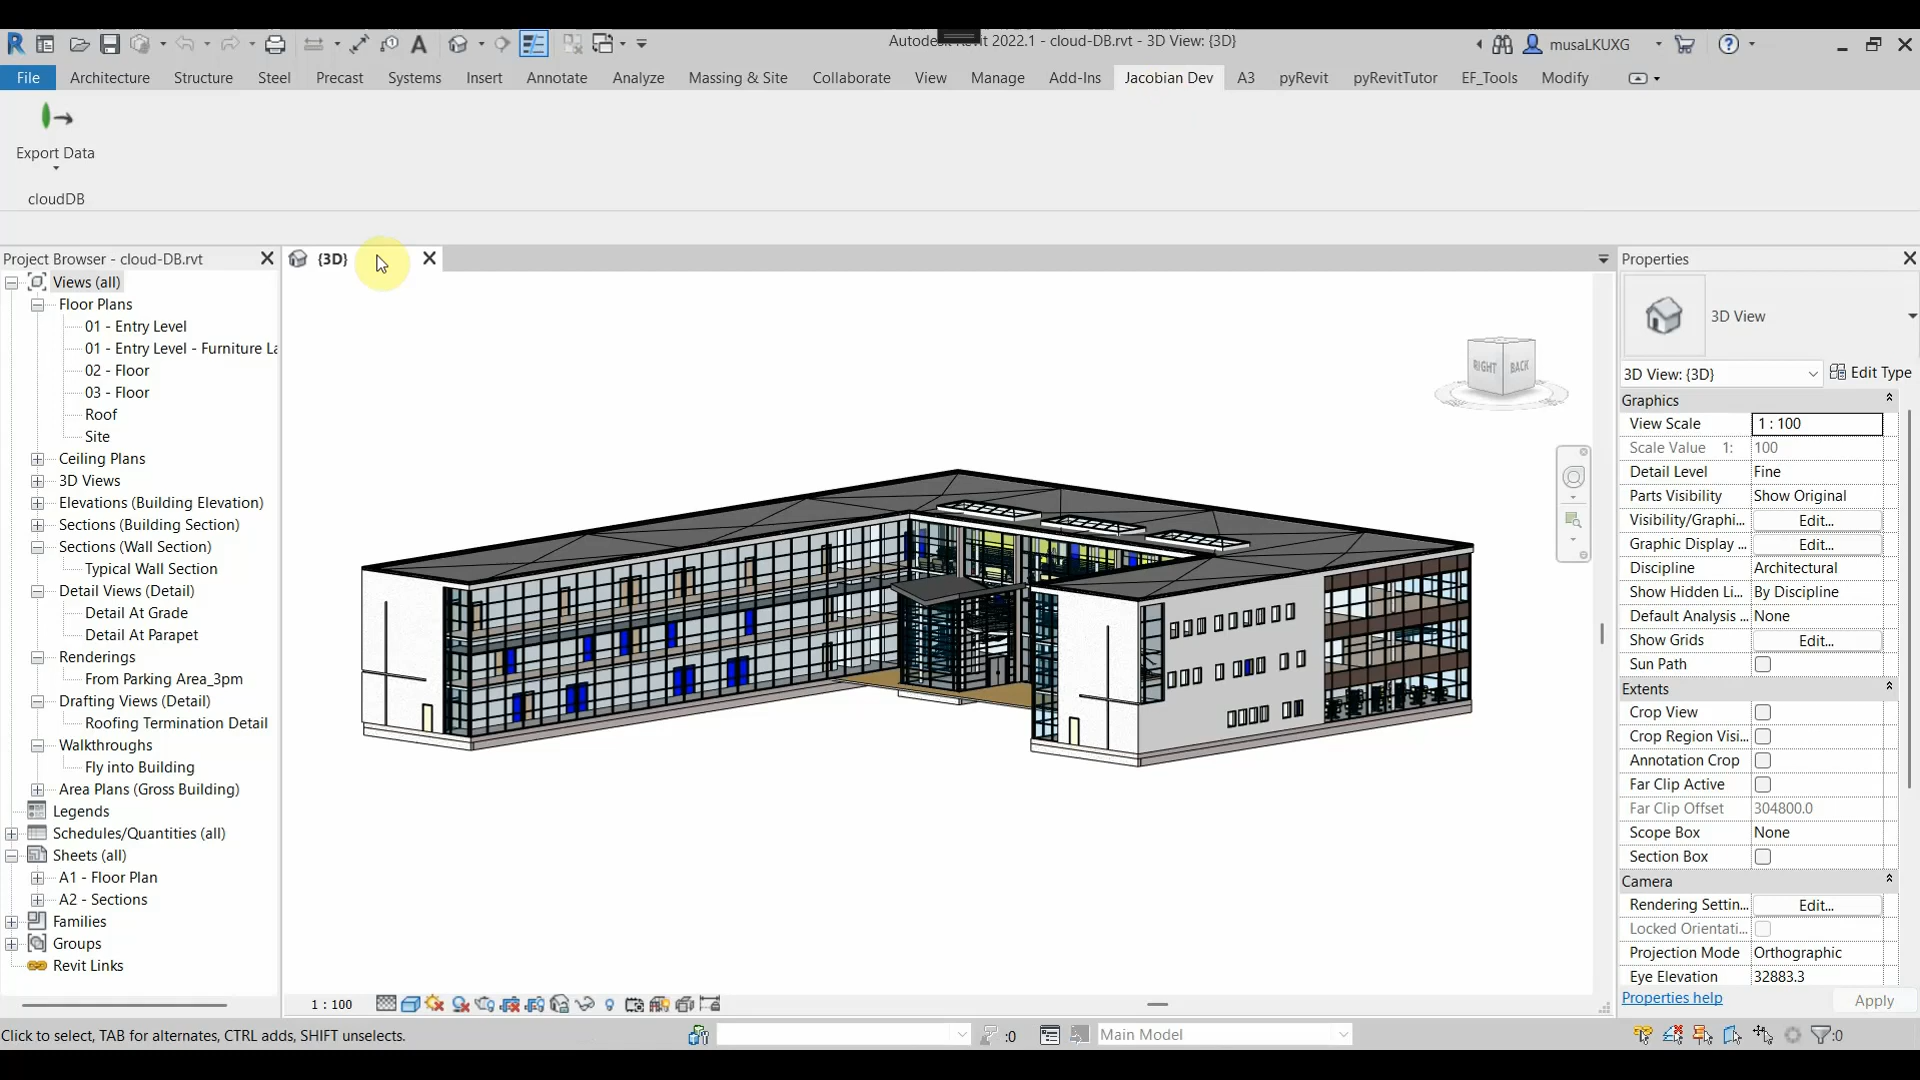 Autodesk Revit 2022.1 - cloud-DB.rvt - 3D View: {3D}
musaLKUXG
File Architecture Structure Steel Precast Systems Insert Annotate Analyze Massing & Site Collaborate View Manage Add-Ins Jacobian Dev A3 pyRevit pyRevitTutor EF_Tools Modify
Export Data
cloudDB
Project Browser - cloud-DB.rvt
Views (all)
Floor Plans
01 - Entry Level
01 - Entry Level - Furniture La
02 - Floor
03 - Floor
Roof
Site
Ceiling Plans
3D Views
Elevations (Building Elevation)
Sections (Building Section)
Sections (Wall Section)
Typical Wall Section
Detail Views (Detail)
Detail At Grade
Detail At Parapet
Renderings
From Parking Area_3pm
Drafting Views (Detail)
Roofing Termination Detail
Walkthroughs
Fly into Building
Area Plans (Gross Building)
Legends
Schedules/Quantities (all)
Sheets (all)
A1 - Floor Plan
A2 - Sections
Families
Groups
Revit Links
{3D}
RIGHT BACK
1 : 100
Properties
3D View
3D View: {3D} Edit Type
Graphics
View Scale 1 : 100
Scale Value 1: 100
Detail Level Fine
Parts Visibility Show Original
Visibility/Graphi... Edit...
Graphic Display ... Edit...
Discipline Architectural
Show Hidden Li... By Discipline
Default Analysis ... None
Show Grids Edit...
Sun Path
Extents
Crop View
Crop Region Visi...
Annotation Crop
Far Clip Active
Far Clip Offset 304800.0
Scope Box None
Section Box
Camera
Rendering Settin... Edit...
Locked Orientati...
Projection Mode Orthographic
Eye Elevation 32883.3
Properties help Apply
Click to select, TAB for alternates, CTRL adds, SHIFT unselects.
:0
Main Model
:0